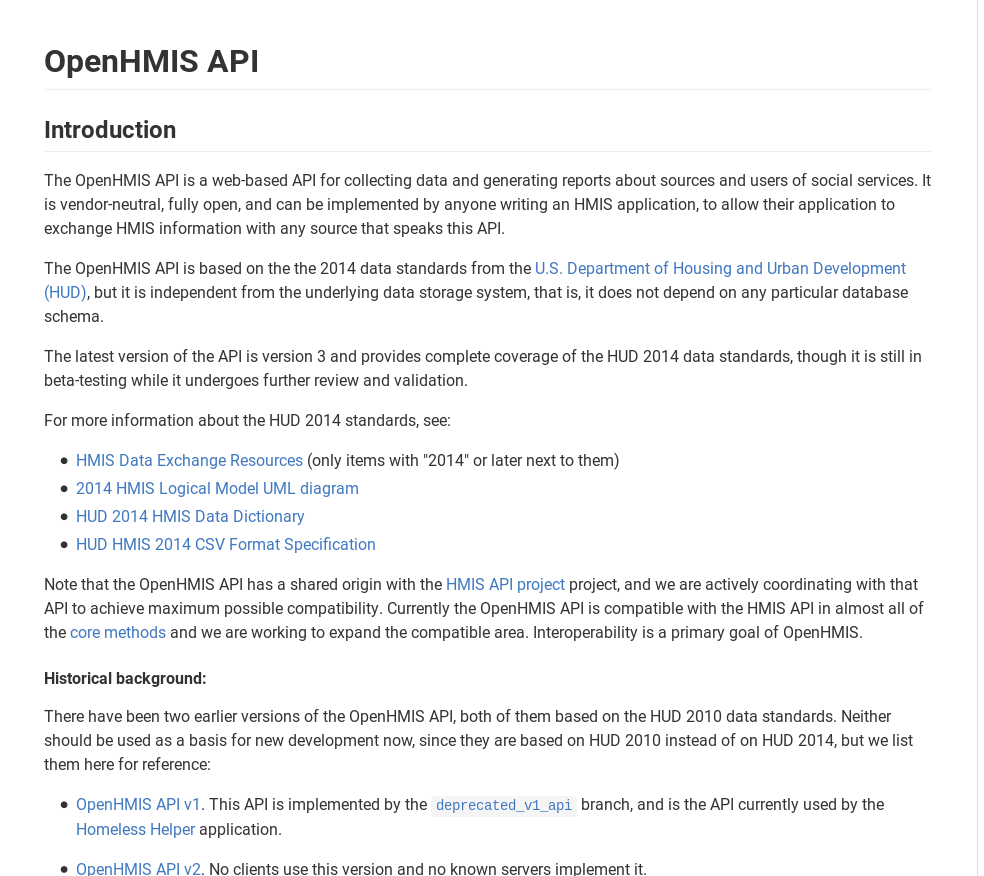 OpenHMIS API
Introduction
The OpenHMIS API is a web-based API for collecting data and generating reports about sources and users of social services. It
is vendor-neutral, fully open, and can be implemented by anyone writing an HMIS application, to allow their application to
exchange HMIS information with any source that speaks this API.
The OpenHMIS API is based on the the 2014 data standards from the U.S. Department of Housing and Urban Development
(HUD), but it is independent from the underlying data storage system, that is, it does not depend on any particular database
schema.
The latest version of the API is version 3 and provides complete coverage of the HUD 2014 data standards, though it is still in
beta-testing while it undergoes further review and validation.
For more information about the HUD 2014 standards, see:
• HMIS Data Exchange Resources (only items with "2014" or later next to them)
• 2014 HMIS Logical Model UML diagram
• HUD 2014 HMIS Data Dictionary
• HUD HMIS 2014 CSV Format Specification
Note that the OpenHMIS API has a shared origin with the HMIS API project project, and we are actively coordinating with that
API to achieve maximum possible compatibility. Currently the OpenHMIS API is compatible with the HMIS API in almost all of
the core methods and we are working to expand the compatible area. Interoperability is a primary goal of OpenHMIS.
Historical background:
There have been two earlier versions of the OpenHMIS API, both of them based on the HUD 2010 data standards. Neither
should be used as a basis for new development now, since they are based on HUD 2010 instead of on HUD 2014, but we list
them here for reference:
• OpenHMIS API v1. This API is implemented by the deprecated_v1_api branch, and is the API currently used by the
Homeless Helper application.
• OpenHMIS API v2. No clients use this version and no known servers implement it.